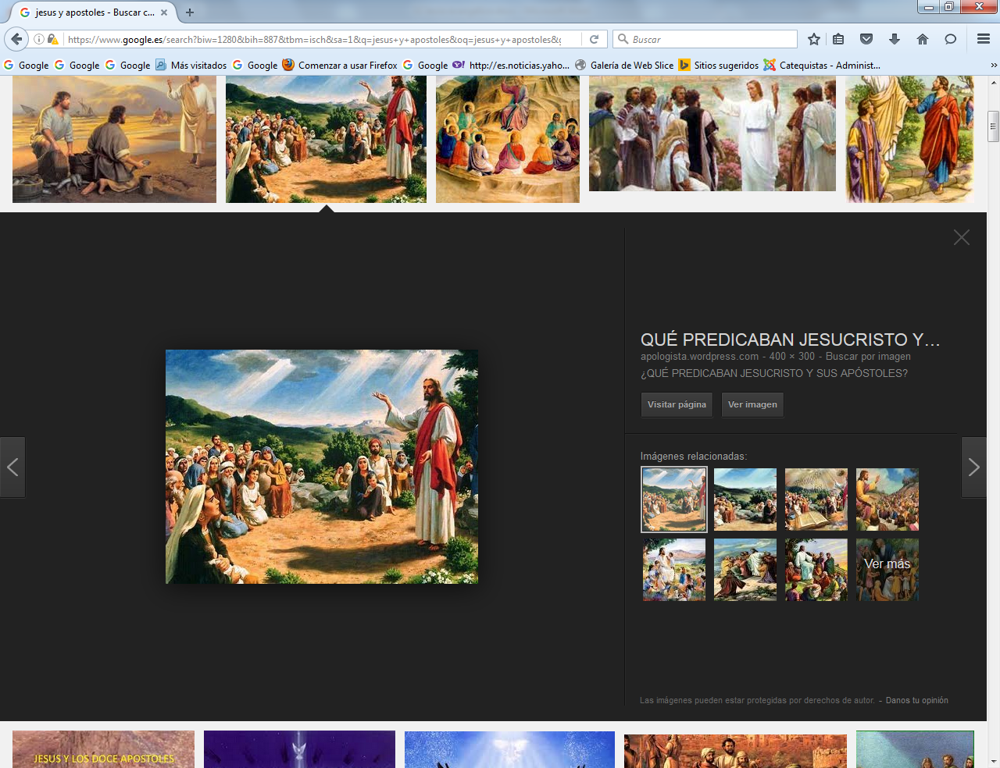 jesus y apostoles - Buscar c...
https://www.google.es/search?biw=1280&bih=887&tbm=isch&sa=1&q=jesus+y+apostoles&oq=jesus+y+apostoles&g
Buscar
Google
Google
Google
Más visitados
Google
Comenzar a usar Firefox
Google
http://es.noticias.yaho...
Galería de Web Slice
Sitios sugeridos
Catequistas - Administ...
QUÉ PREDICABAN JESUCRISTO Y...
apologista.wordpress.com - 400 × 300 - Buscar por imagen
¿QUÉ PREDICABAN JESUCRISTO Y SUS APÓSTOLES?
Visitar página
Ver imagen
Imágenes relacionadas:
Ver más
Las imágenes pueden estar protegidas por derechos de autor. - Danos tu opinión
JESUS Y LOS DOCE APOSTOLES